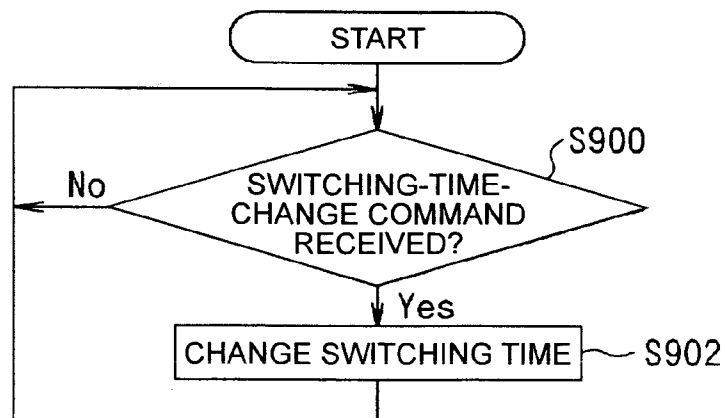 START
S900
No
SWITCHING-TIME-
CHANGE COMMAND
RECEIVED?
Yes
CHANGE SWITCHING TIME
S902